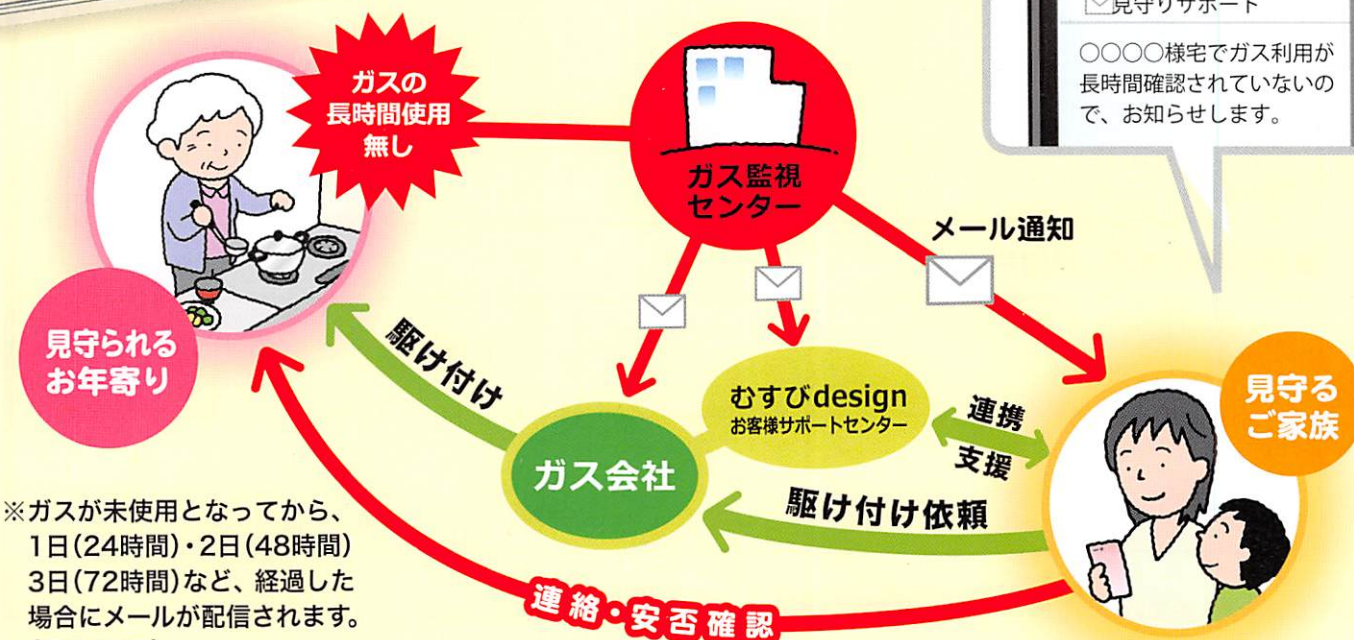 見守りサポート
○○○○様宅でガス利用が
長時間確認されていないの
で、お知らせします。
ガスの
長時間使用
無し
ガス監視
センター
メール通知
見守られる
お年寄り
駆け付け
むすびdesign
お客様サポートセンター
連携
支援
見守る
ご家族
ガス会社
駆け付け依頼
連絡・安否確認
※ガスが未使用となってから、
1日(24時間)・2日(48時間)
3日(72時間)など、経過した
場合にメールが配信されます。